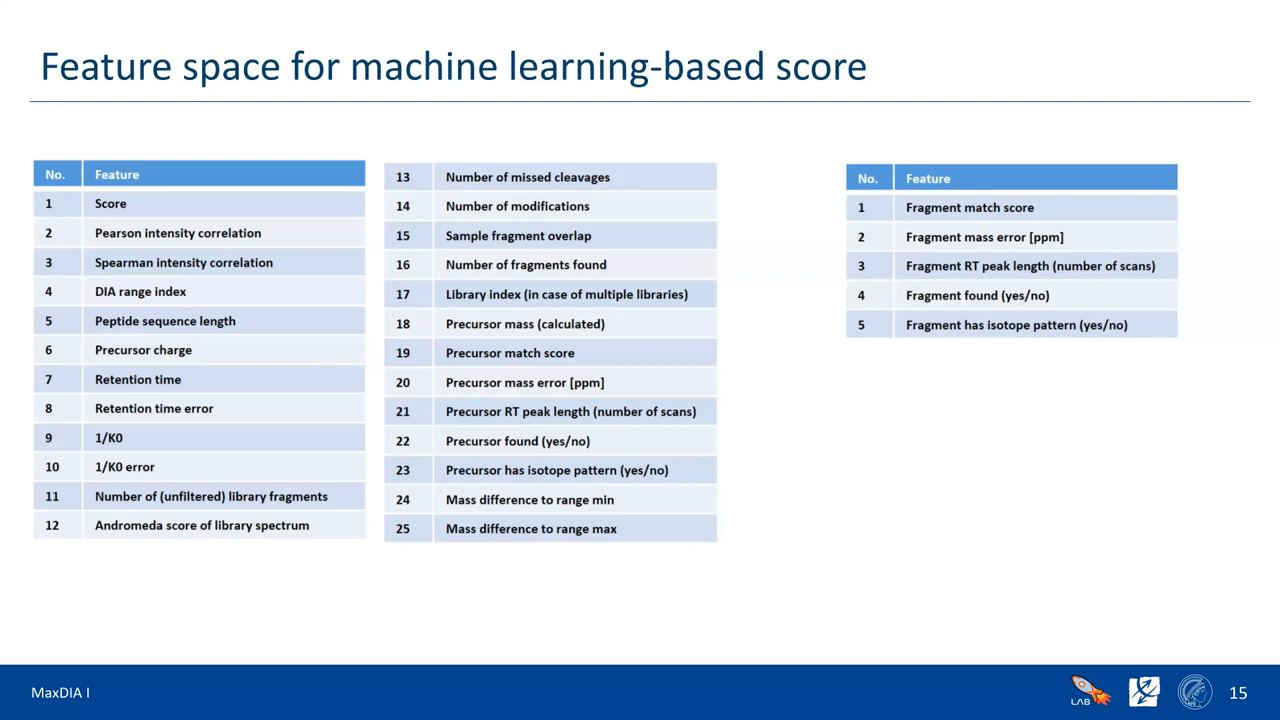 Feature space for machine learning-based score
No. Feature
1 Score
2 Pearson intensity correlation
3 Spearman intensity correlation
4 DIA range index
5 Peptide sequence length
6 Precursor charge
7 Retention time
8 Retention time error
9 1/K0
10 1/K0 error
11 Number of (unfiltered) library fragments
12 Andromeda score of library spectrum
13 Number of missed cleavages
14 Number of modifications
15 Sample fragment overlap
16 Number of fragments found
17 Library index (in case of multiple libraries)
18 Precursor mass (calculated)
19 Precursor match score
20 Precursor mass error [ppm]
21 Precursor RT peak length (number of scans)
22 Precursor found (yes/no)
23 Precursor has isotope pattern (yes/no)
24 Mass difference to range min
25 Mass difference to range max
No. Feature
1 Fragment match score
2 Fragment mass error [ppm]
3 Fragment RT peak length (number of scans)
4 Fragment found (yes/no)
5 Fragment has isotope pattern (yes/no)
MaxDIA I
LAB
15